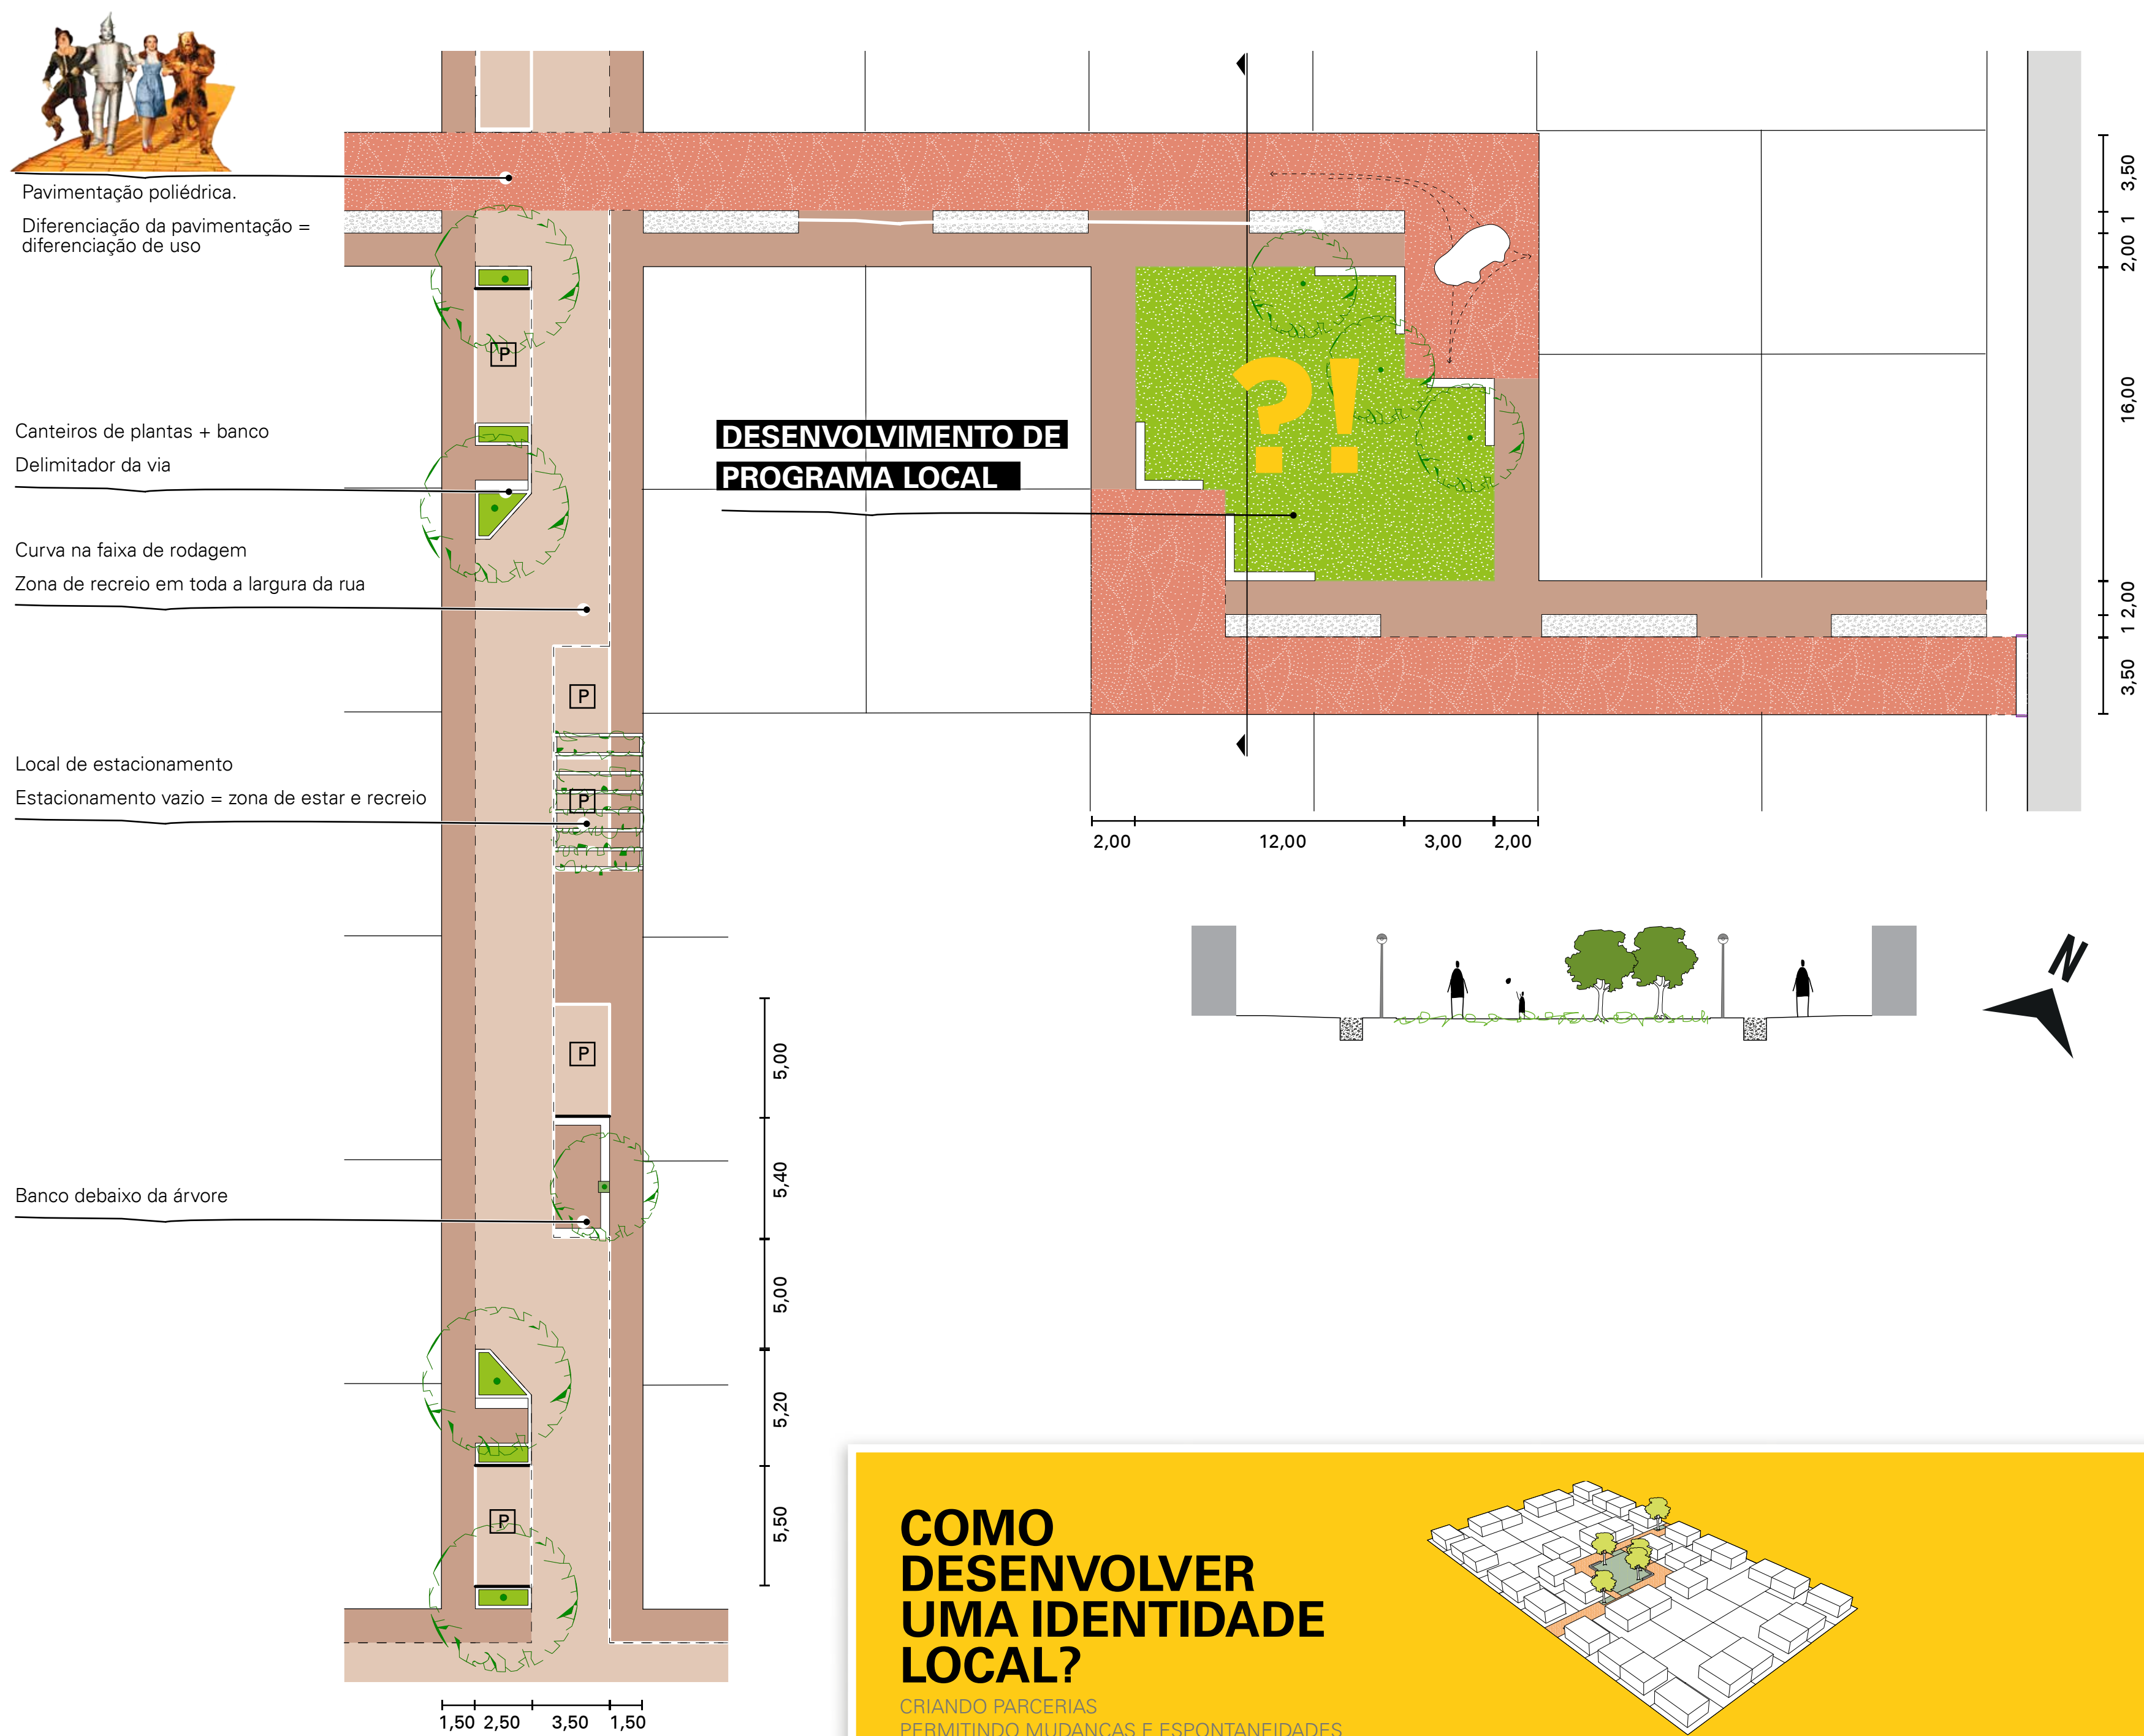 Pavimentação poliédrica.
Diferenciação da pavimentação =
diferenciação de uso
Canteiros de plantas + banco
Delimitador da via
Curva na faixa de rodagem
Zona de recreio em toda a largura da rua
Local de estacionamento
Estacionamento vazio = zona de estar e recreio
Banco debaixo da árvore
P
P
P
P
P
DESENVOLVIMENTO DE
PROGRAMA LOCAL
?!
3,50
1
2,00
16,00
2,00
1
3,50
2,00 12,00 3,00 2,00
N
5,00
5,40
5,00
5,20
5,50
1,50 2,50 3,50 1,50
COMO
DESENVOLVER
UMA IDENTIDADE
LOCAL?
CRIANDO PARCERIAS
PERMITINDO MUDANÇAS E ESPONTANEIDADES